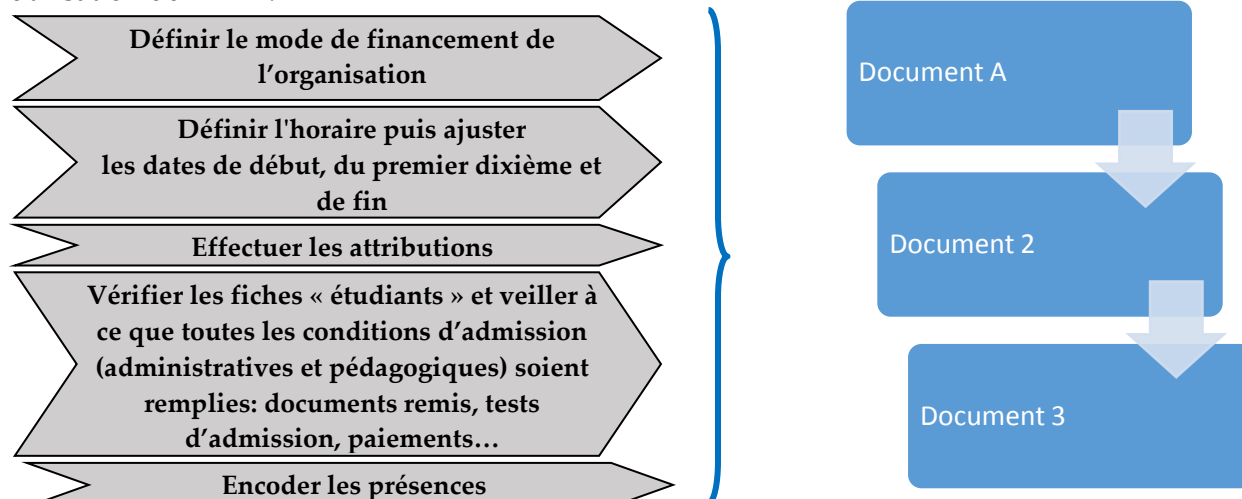 Définir le mode de financement de
l’organisation
Définir l'horaire puis ajuster
les dates de début, du premier dixième et
de fin
Effectuer les attributions
Vérifier les fiches « étudiants » et veiller à
ce que toutes les conditions d’admission
(administratives et pédagogiques) soient
remplies: documents remis, tests
d’admission, paiements…
Encoder les présences
Document A
Document 2
Document 3